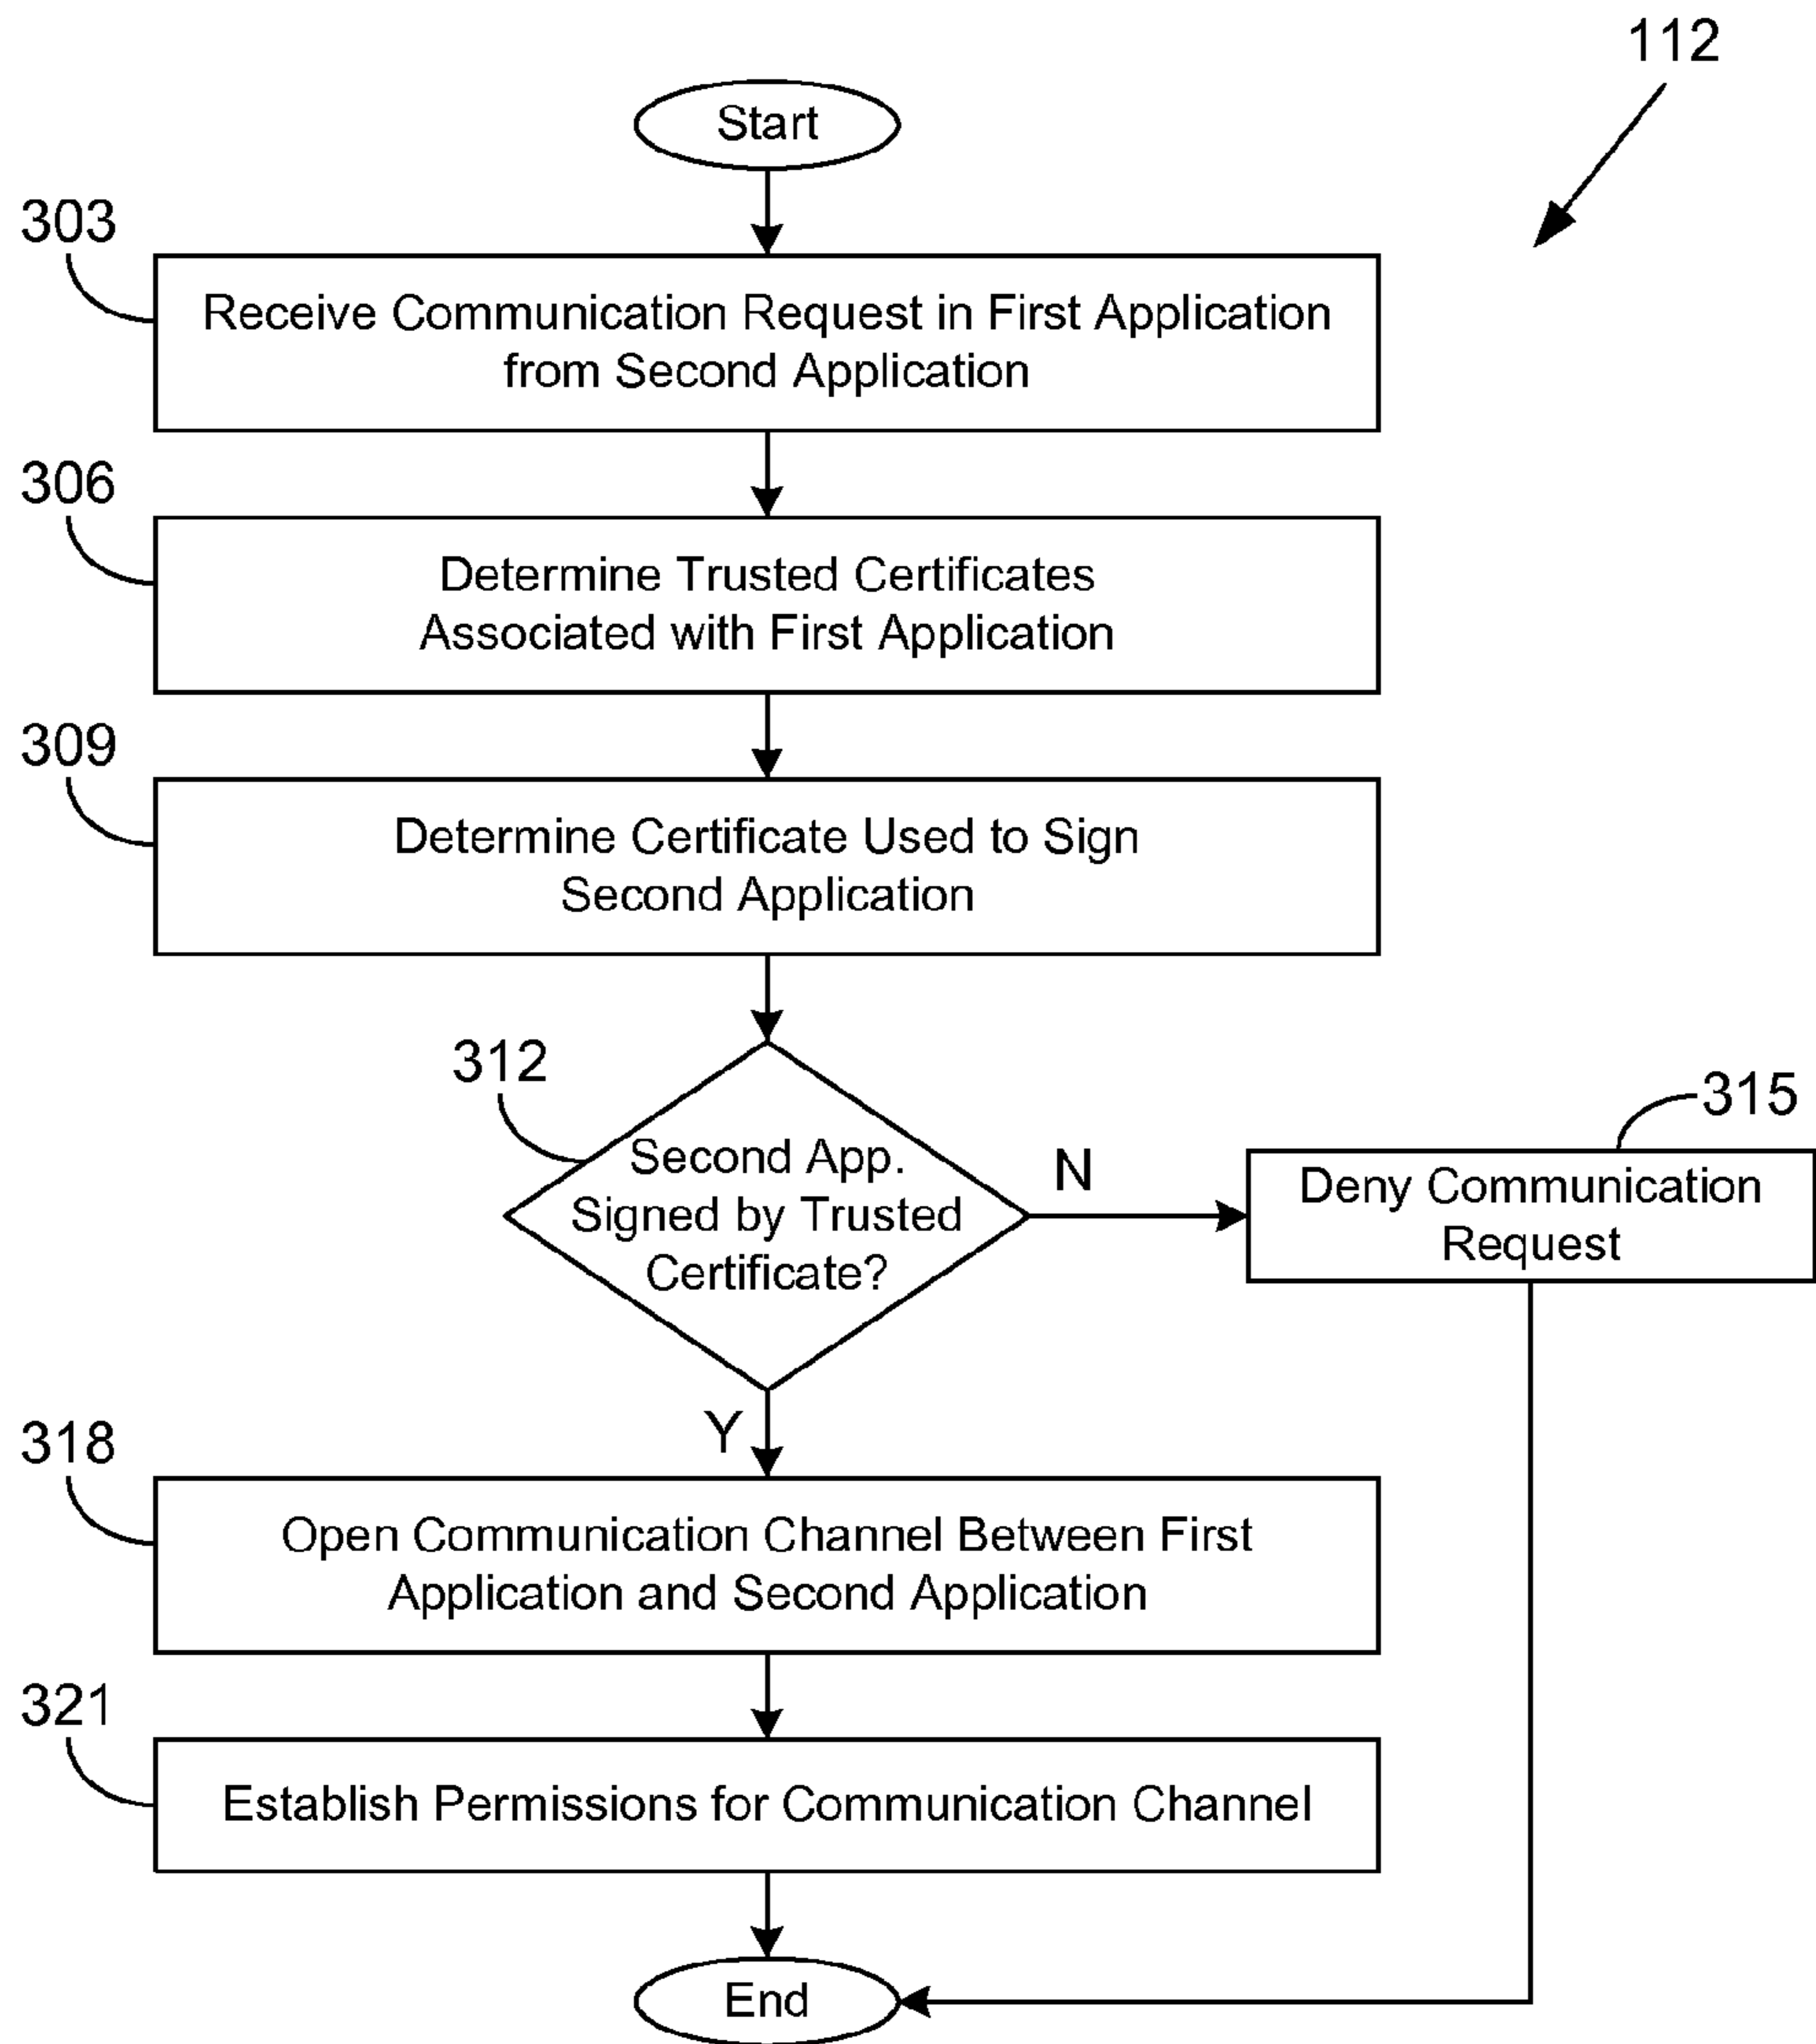 112
Start
303
Receive Communication Request in First Application
from Second Application
306
Determine Trusted Certificates
Associated with First Application
309
Determine Certificate Used to Sign
Second Application
312
Second App.
Signed by Trusted
Certificate?
N
315
Deny Communication
Request
Y
318
Open Communication Channel Between First
Application and Second Application
321
Establish Permissions for Communication Channel
End